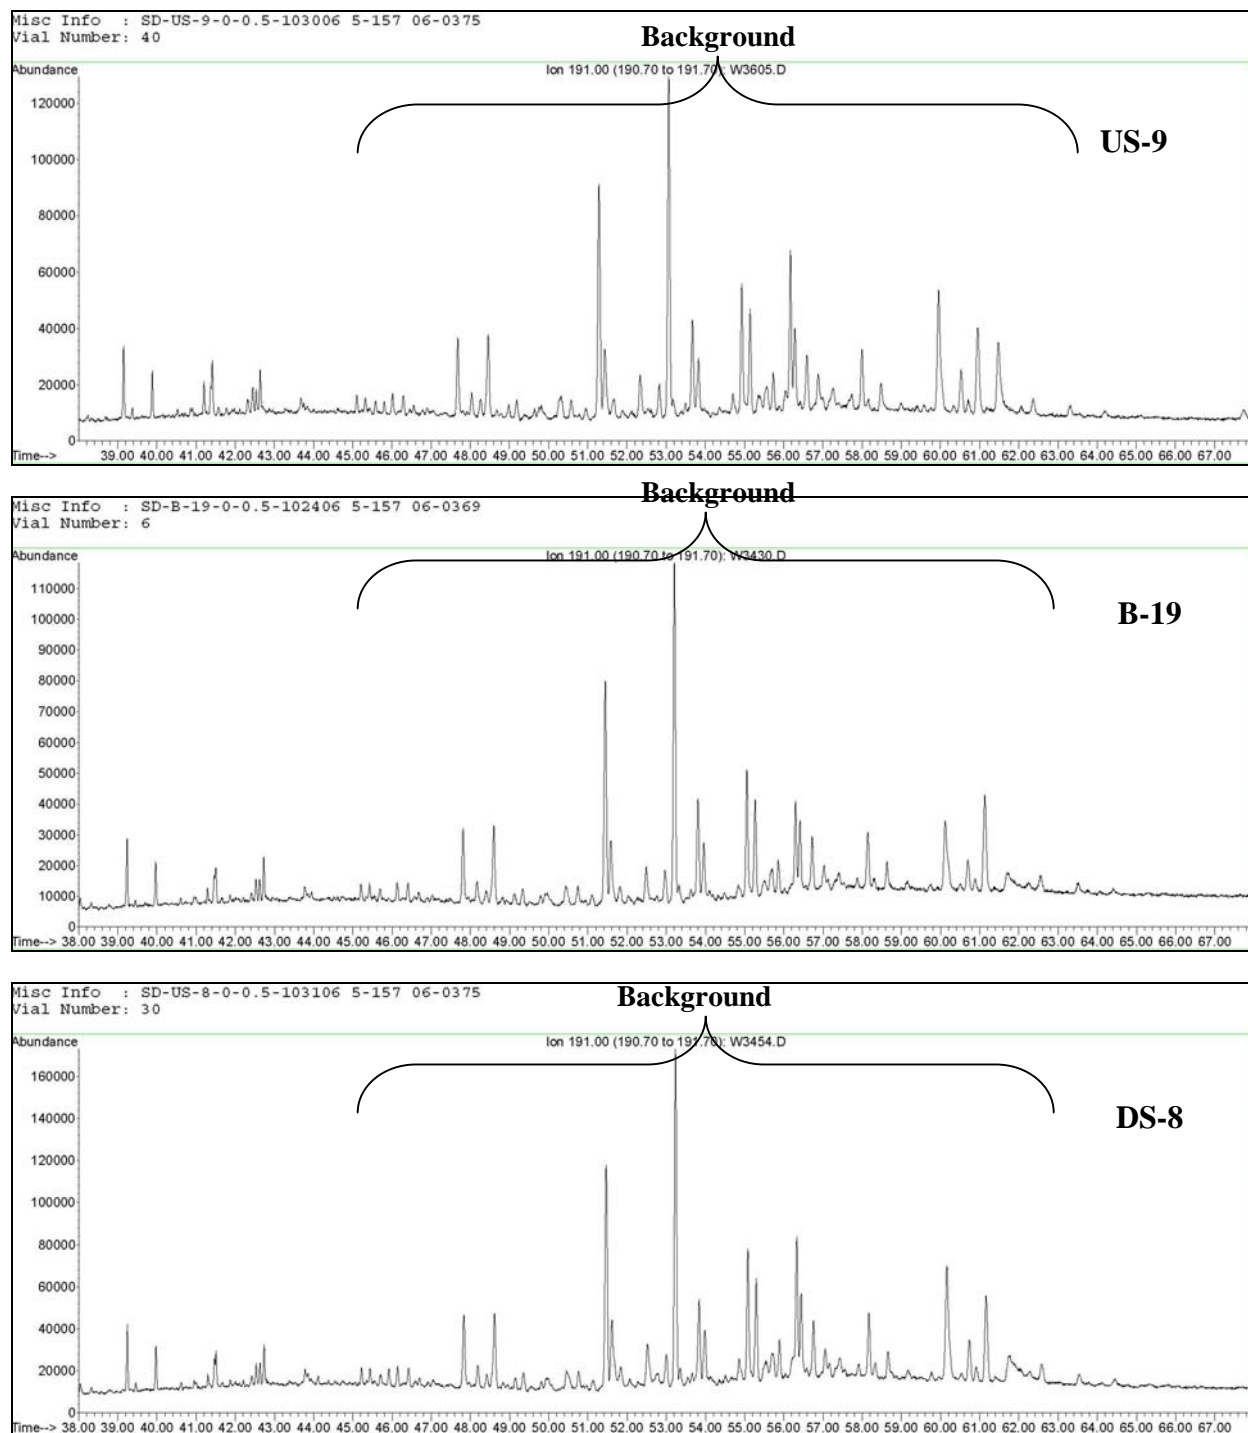 Misc Info  : SD-US-9-0-0.5-103006 5-157 06-0375
Vial Number: 40
Background
Abundance
Ion 191.00 (190.70 to 191.70): W3605.D
US-9
120000
100000
80000
60000
40000
20000
0
Time--> 39.00 40.00 41.00 42.00 43.00 44.00 45.00 46.00 47.00 48.00 49.00 50.00 51.00 52.00 53.00 54.00 55.00 56.00 57.00 58.00 59.00 60.00 61.00 62.00 63.00 64.00 65.00 66.00 67.00
Background
Misc Info  : SD-B-19-0-0.5-102406 5-157 06-0369
Vial Number: 6
Abundance
Ion 191.00 (190.70 to 191.70): W3430.D
B-19
110000
100000
90000
80000
70000
60000
50000
40000
30000
20000
10000
0
Time--> 38.00 39.00 40.00 41.00 42.00 43.00 44.00 45.00 46.00 47.00 48.00 49.00 50.00 51.00 52.00 53.00 54.00 55.00 56.00 57.00 58.00 59.00 60.00 61.00 62.00 63.00 64.00 65.00 66.00 67.00
Misc Info  : SD-US-8-0-0.5-103106 5-157 06-0375
Vial Number: 30
Background
Abundance
Ion 191.00 (190.70 to 191.70): W3454.D
DS-8
160000
140000
120000
100000
80000
60000
40000
20000
0
Time--> 38.00 39.00 40.00 41.00 42.00 43.00 44.00 45.00 46.00 47.00 48.00 49.00 50.00 51.00 52.00 53.00 54.00 55.00 56.00 57.00 58.00 59.00 60.00 61.00 62.00 63.00 64.00 65.00 66.00 67.00